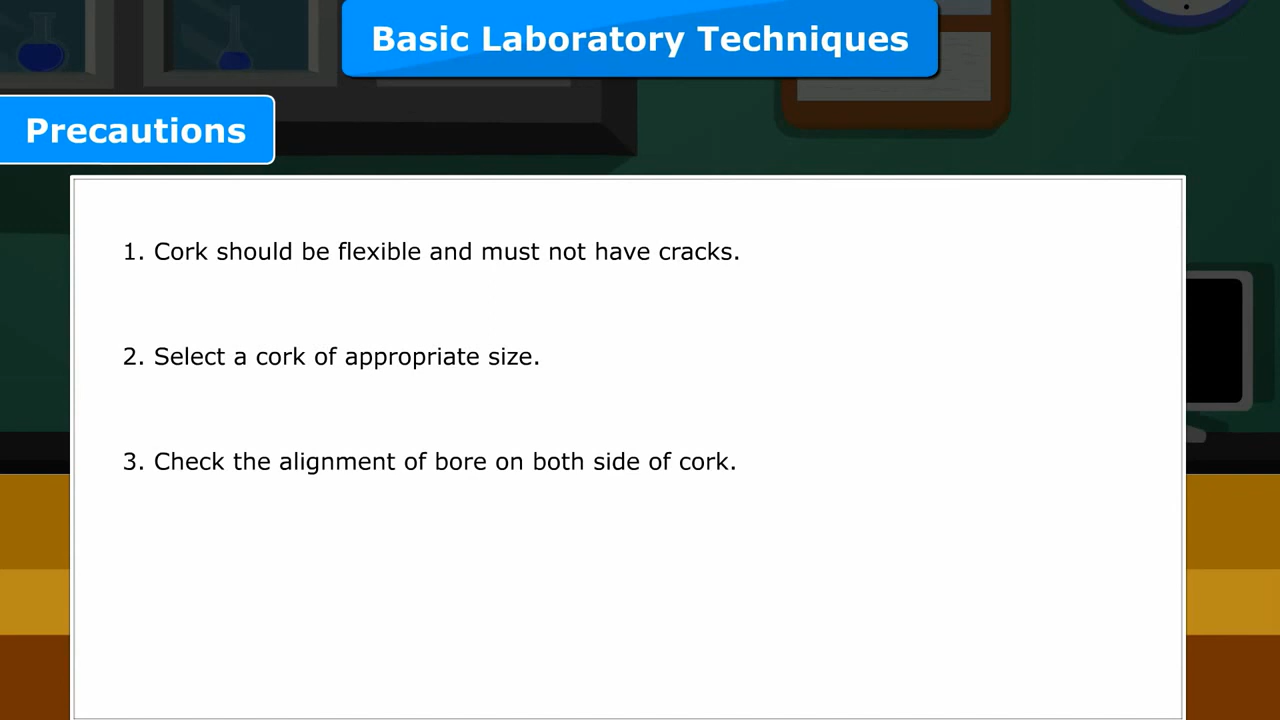 Basic Laboratory Techniques
Precautions
1. Cork should be flexible and must not have cracks.
2. Select a cork of appropriate size.
3. Check the alignment of bore on both side of cork.